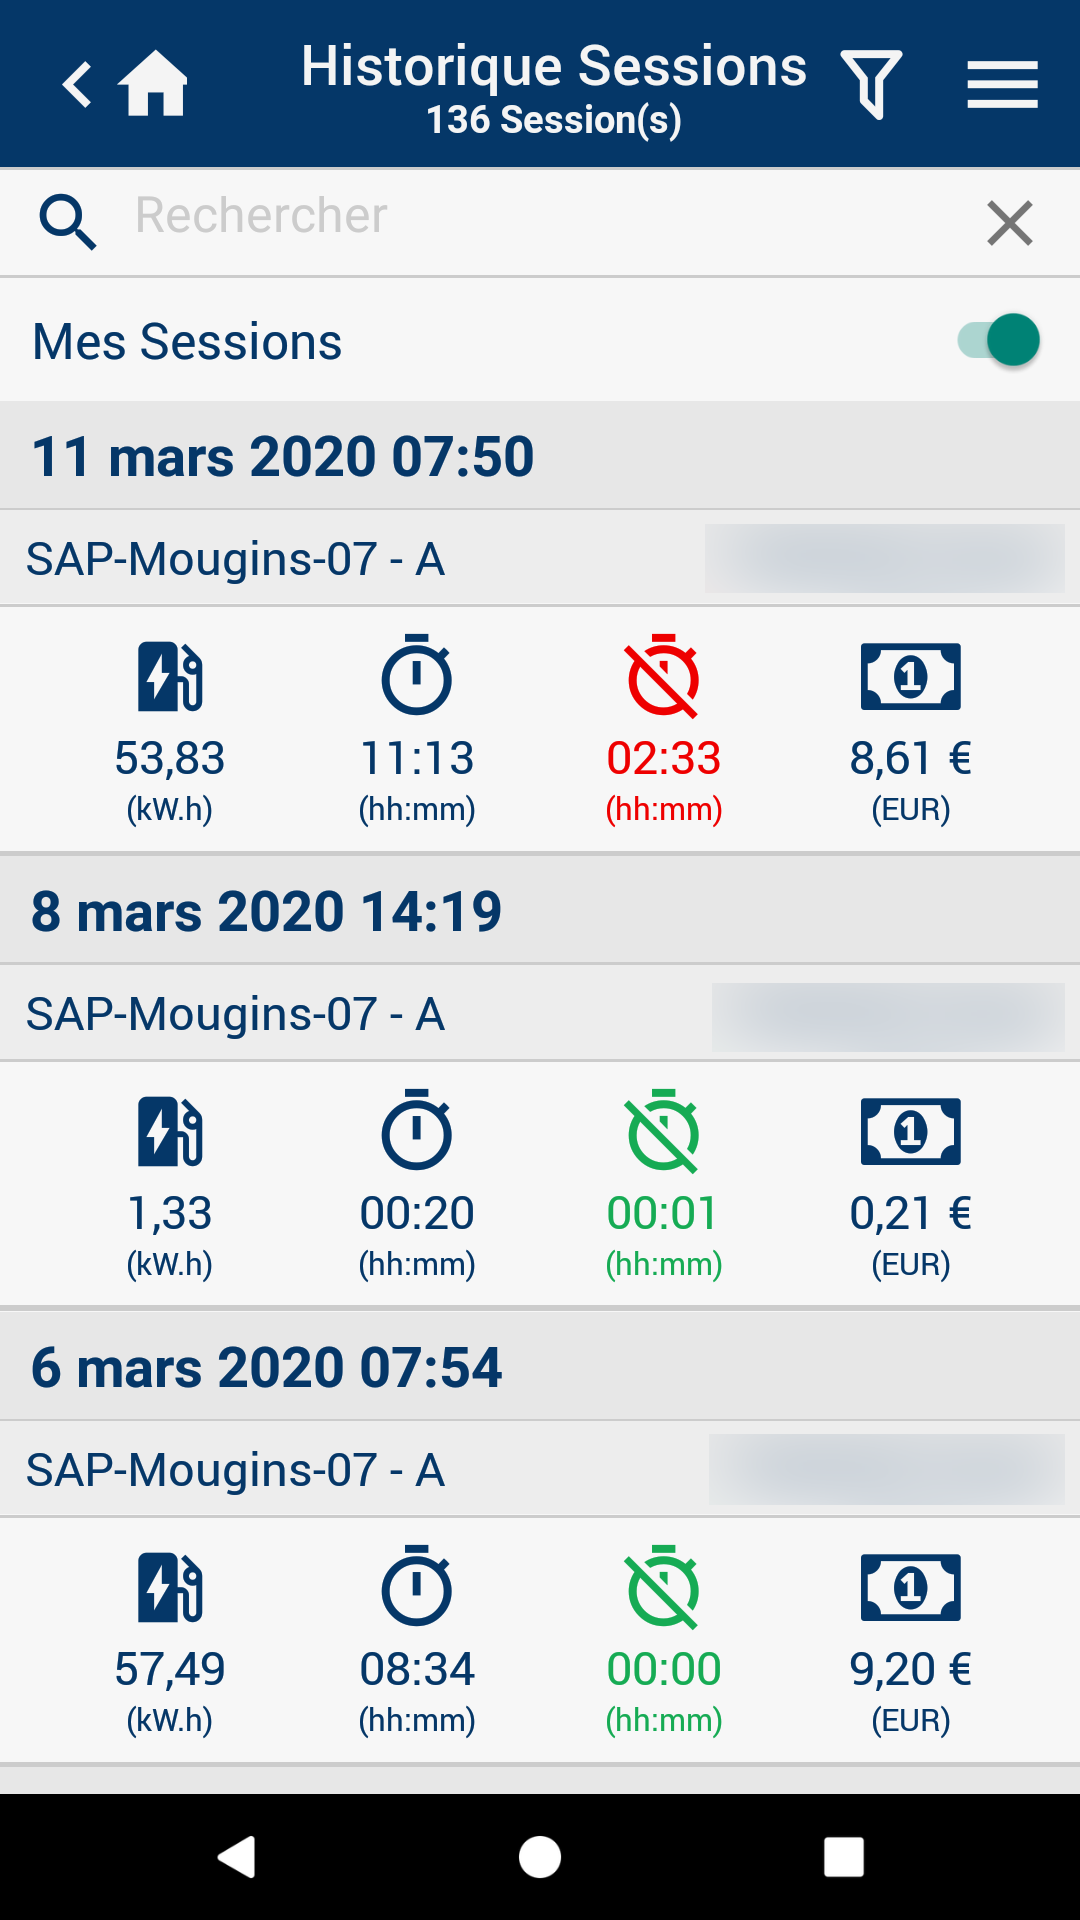 Historique Sessions
136 Session(s)
Rechercher
Mes Sessions
11 mars 2020 07:50
SAP-Mougins-07 - A
53,83 11:13 02:33 8,61 €
(kW.h) (hh:mm) (hh:mm) (EUR)
8 mars 2020 14:19
SAP-Mougins-07 - A
1,33 00:20 00:01 0,21 €
(kW.h) (hh:mm) (hh:mm) (EUR)
6 mars 2020 07:54
SAP-Mougins-07 - A
57,49 08:34 00:00 9,20 €
(kW.h) (hh:mm) (hh:mm) (EUR)